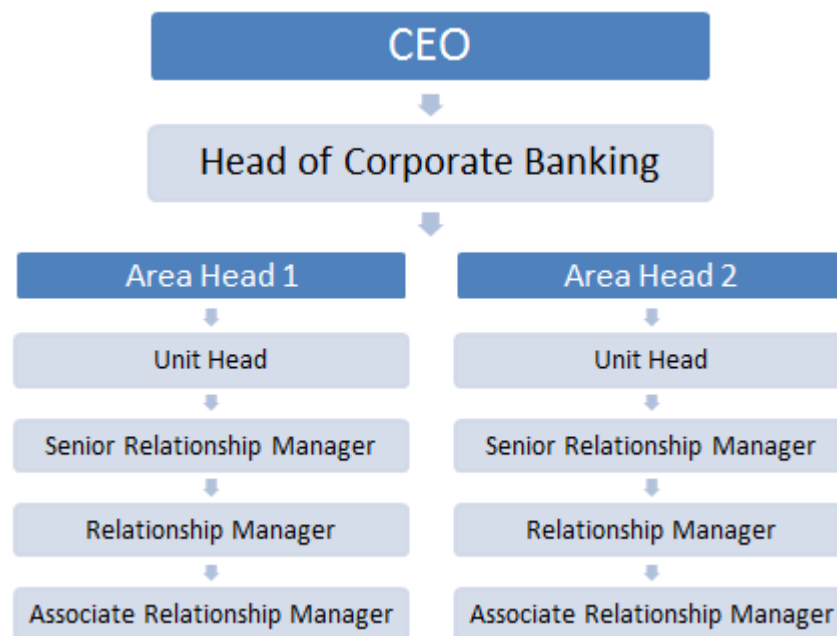 CEO
Head of Corporate Banking
Area Head 1
Area Head 2
Unit Head
Unit Head
Senior Relationship Manager
Senior Relationship Manager
Relationship Manager
Relationship Manager
Associate Relationship Manager
Associate Relationship Manager